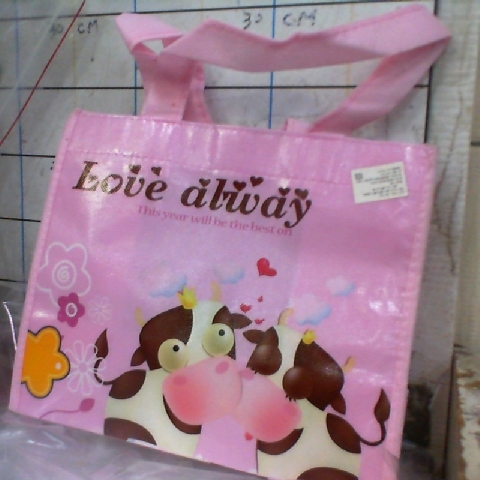 30 CM
Love alway
This year will be the best on